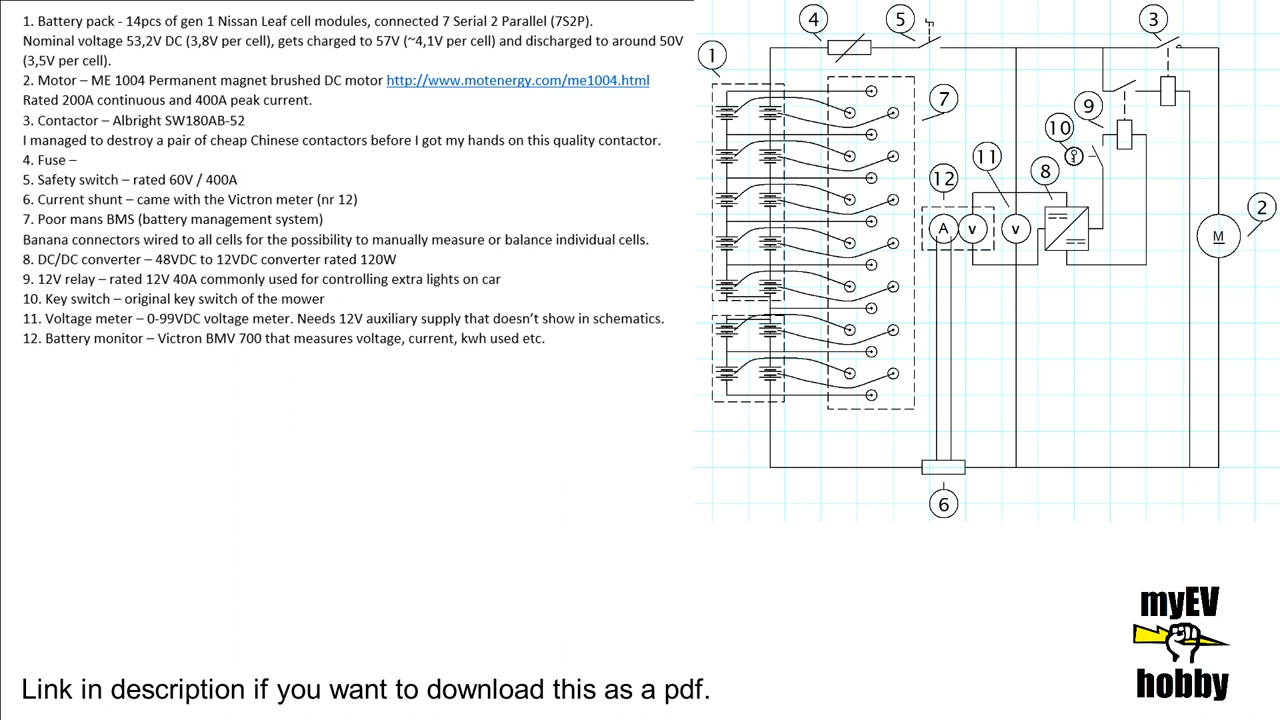 1. Battery pack - 14pcs of gen 1 Nissan Leaf cell modules, connected 7 Serial 2 Parallel (7S2P).
Nominal voltage 53,2V DC (3,8V per cell), gets charged to 57V (~4,1V per cell) and discharged to around 50V
(3,5V per cell).
2. Motor – ME 1004 Permanent magnet brushed DC motor http://www.motenergy.com/me1004.html
Rated 200A continuous and 400A peak current.
3. Contactor – Albright SW180AB-52
I managed to destroy a pair of cheap Chinese contactors before I got my hands on this quality contactor.
4. Fuse –
5. Safety switch – rated 60V / 400A
6. Current shunt – came with the Victron meter (nr 12)
7. Poor mans BMS (battery management system)
Banana connectors wired to all cells for the possibility to manually measure or balance individual cells.
8. DC/DC converter – 48VDC to 12VDC converter rated 120W
9. 12V relay – rated 12V 40A commonly used for controlling extra lights on car
10. Key switch – original key switch of the mower
11. Voltage meter – 0-99VDC voltage meter. Needs 12V auxiliary supply that doesn't show in schematics.
12. Battery monitor – Victron BMV 700 that measures voltage, current, kwh used etc.
4
5
3
1
7
9
10
11
12
8
2
A
V
V
M
6
myEV
hobby
Link in description if you want to download this as a pdf.